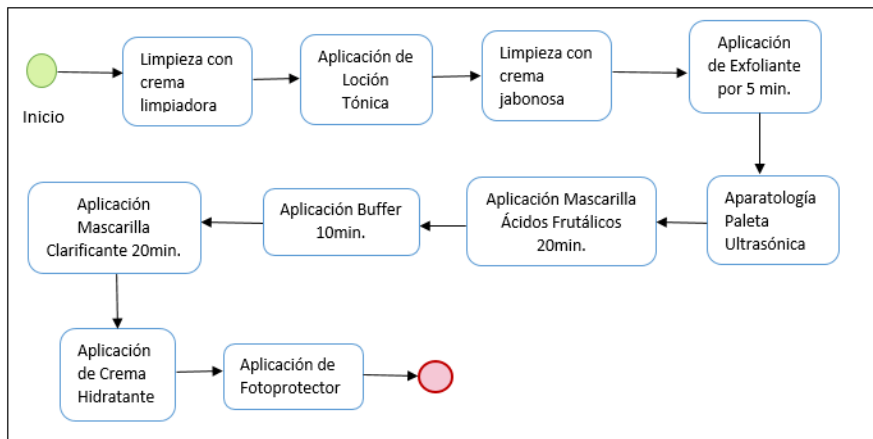 Inicio
Limpieza con
crema
limpiadora
Aplicación de
Loción
Tónica
Limpieza con
crema
jabonosa
Aplicación
de Exfoliante
por 5 min.
Aparatología
Paleta
Ultrasónica
Aplicación Mascarilla
Ácidos Frutálicos
20min.
Aplicación Buffer
10min.
Aplicación
Mascarilla
Clarificante 20min.
Aplicación
de Crema
Hidratante
Aplicación de
Fotoprotector